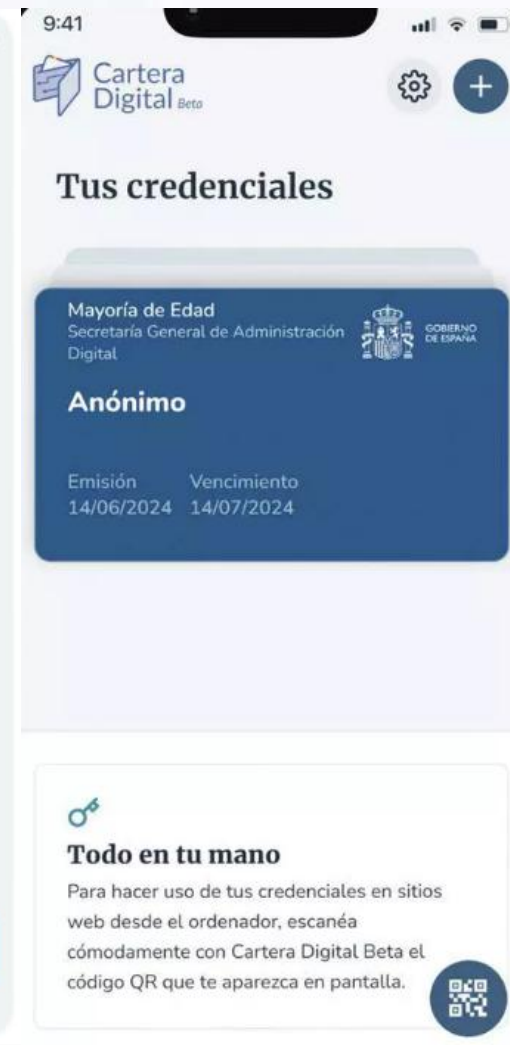 9:41
Cartera
Digital Beta
Tus credenciales
Mayoría de Edad
Secretaría General de Administración
Digital
GOBIERNO
DE ESPAÑA
Anónimo
Emisión Vencimiento
14/06/2024 14/07/2024
Todo en tu mano
Para hacer uso de tus credenciales en sitios
web desde el ordenador, escanéa
cómodamente con Cartera Digital Beta el
código QR que te aparezca en pantalla.